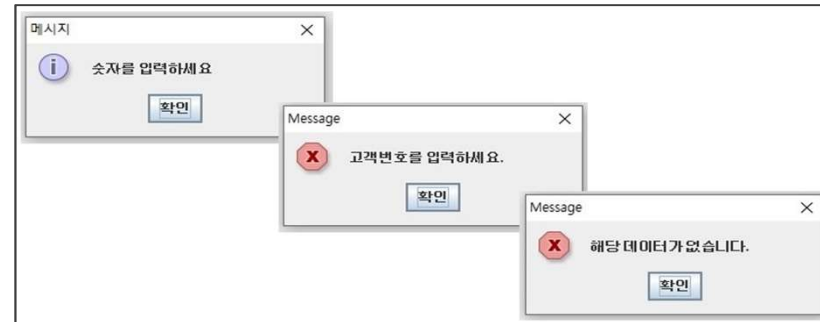 메시지
숫자를 입력하세요
확인
Message
고객번호를 입력하세요.
확인
Message
해당 데이터가 없습니다.
확인